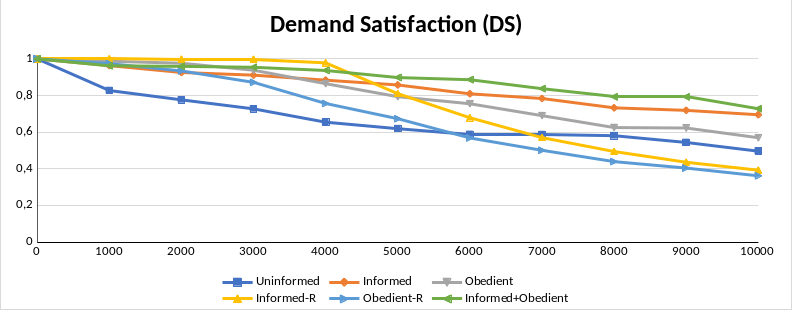 Demand Satisfaction (DS)
1
0,8
0,6
0,4
0,2
0
0 1000 2000 3000 4000 5000 6000 7000 8000 9000 10000
Uninformed Informed Obedient
Informed-R Obedient-R Informed+Obedient